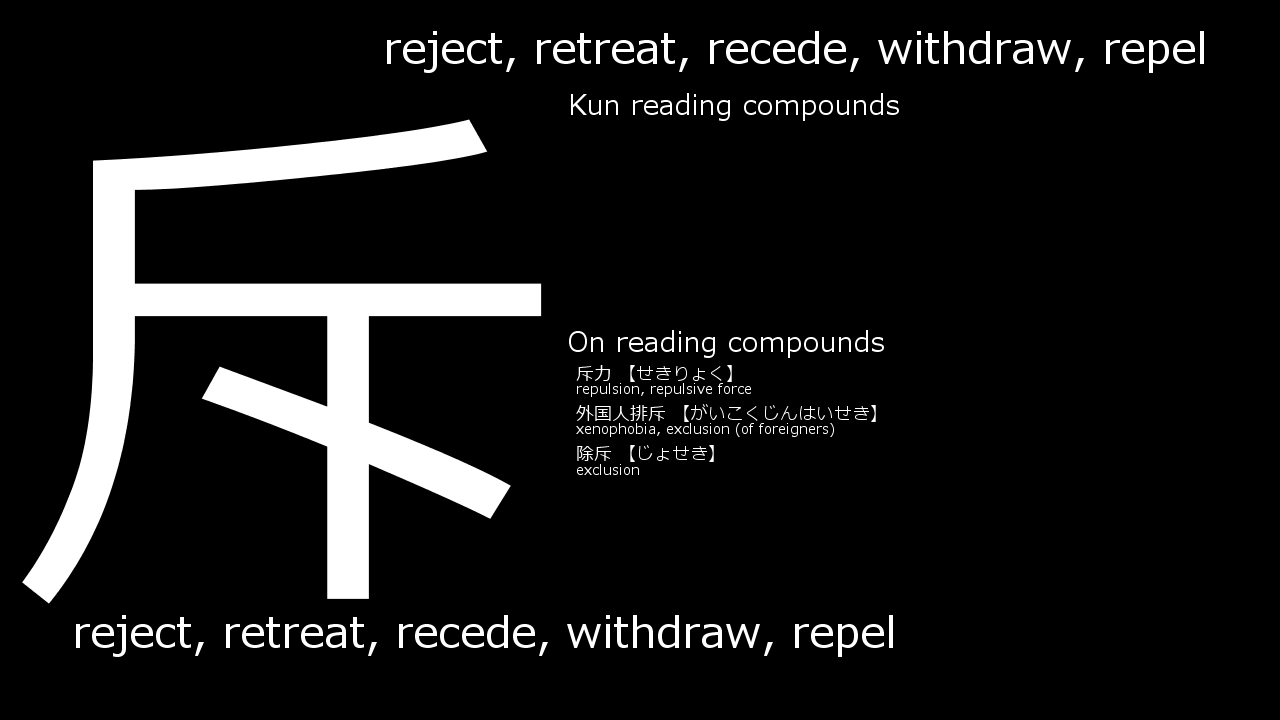 reject, retreat, recede, withdraw, repel
Kun reading compounds
斥
On reading compounds
斥力 【せきりょく】
repulsion, repulsive force
外国人排斥 【がいこくじんはいせき】
xenophobia, exclusion (of foreigners)
除斥 【じょせき】
exclusion
reject, retreat, recede, withdraw, repel